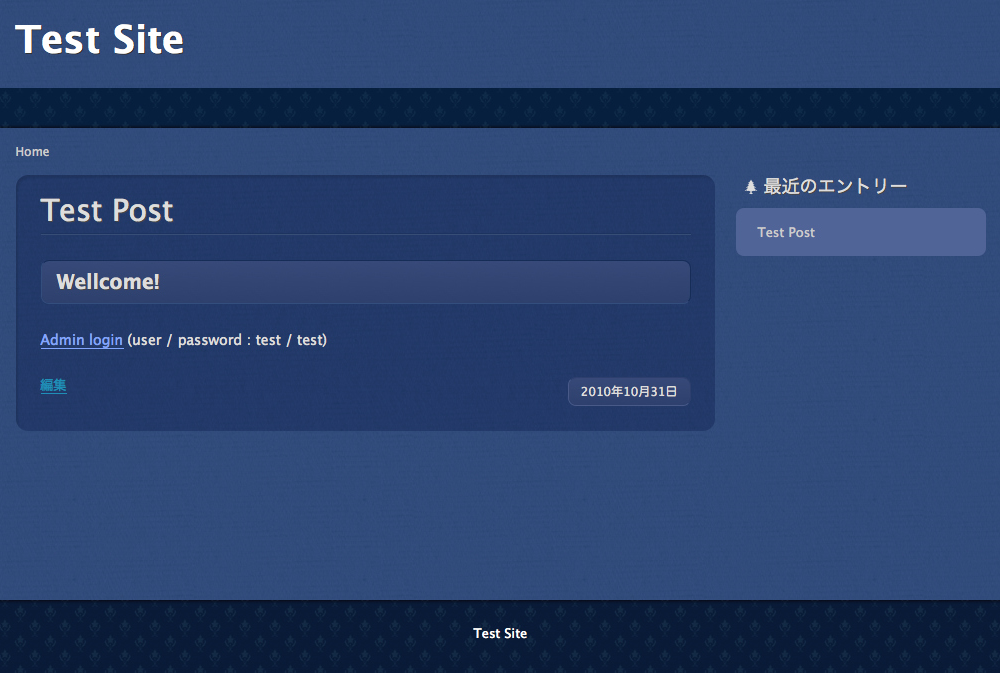 Test Site
Home
Test Post
Wellcome!
Admin login (user / password : test / test)
編集
2010年10月31日
最近のエントリー
Test Post
Test Site